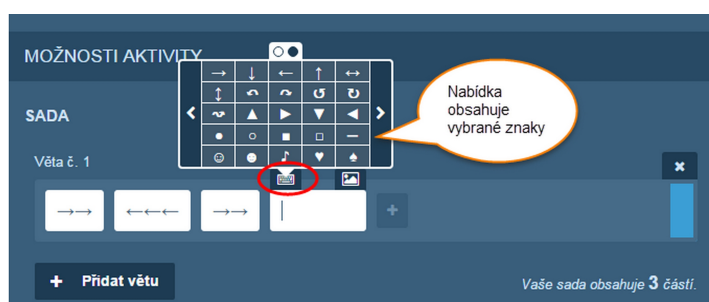 MOŽNOSTI AKTIVITY
→ ↓ ← ↑ ↔
↕ ↶ ↷ ↺ ↻
SADA
↝ ▲ ► ▼ ◄
● ○ ■ □ —
☺ ☻ ♪ ♥ ♠
Nabídka
obsahuje
vybrané znaky
Věta č. 1
→→ ←←← →→
+ Přidat větu
Vaše sada obsahuje 3 částí.